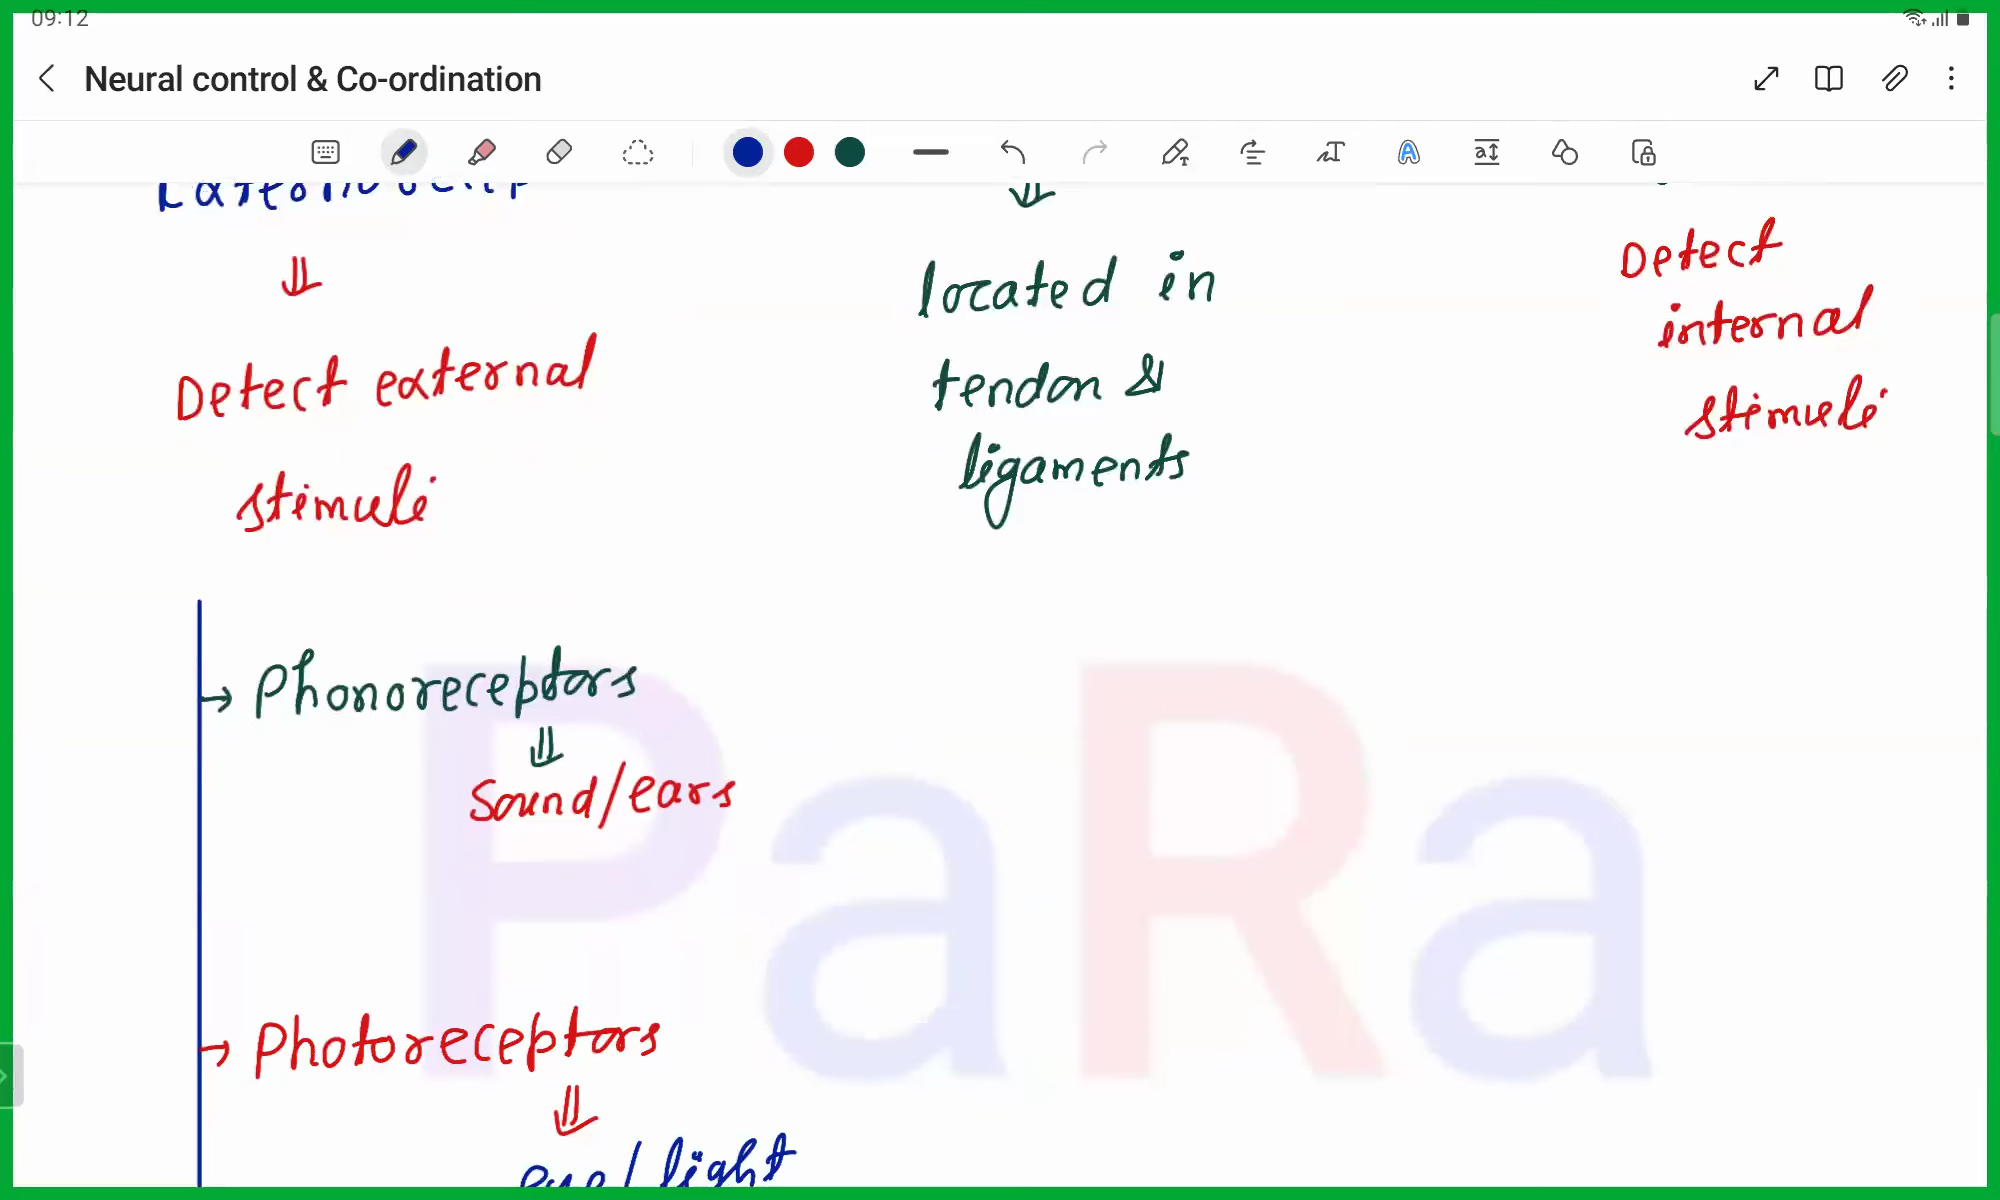 09:12
Neural control & Co-ordination
Detect external
stimuli
located in
tendon &
ligaments
Detect
internal
stimuli
Phonoreceptors
Sound/ears
Photoreceptors
eye/light
PaRa